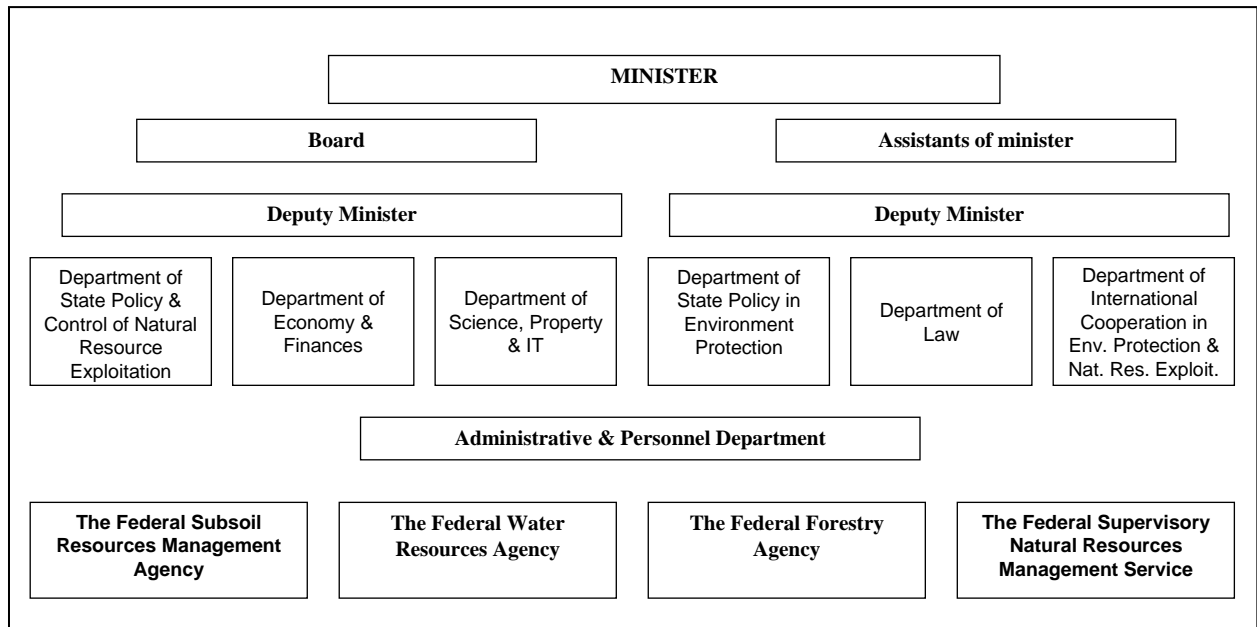 MINISTER
Board
Assistants of minister
Deputy Minister
Deputy Minister
Department of
State Policy &
Control of Natural
Resource
Exploitation
Department of
Economy &
Finances
Department of
Science, Property
& IT
Department of
State Policy in
Environment
Protection
Department of
Law
Department of
International
Cooperation in
Env. Protection &
Nat. Res. Exploit.
Administrative & Personnel Department
The Federal Subsoil
Resources Management
Agency
The Federal Water
Resources Agency
The Federal Forestry
Agency
The Federal Supervisory
Natural Resources
Management Service